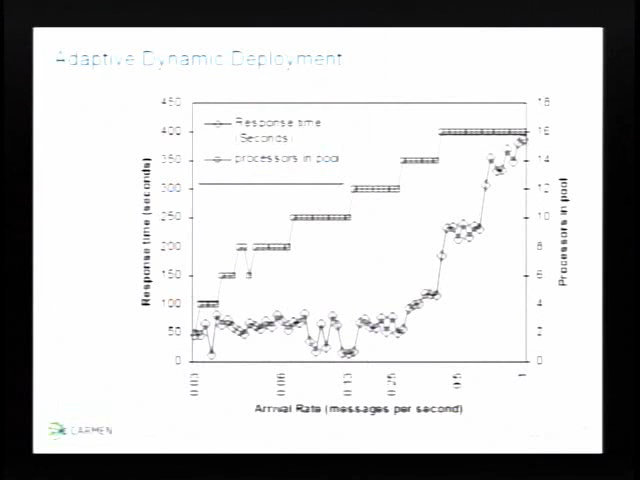 Adaptive Dynamic Deployment
450
400
350
300
250
200
150
100
50
0
Response time (seconds)
Response time
(Seconds)
processors in pool
18
16
14
12
10
8
6
4
2
0
Processors in pool
0.5
1
Arrival Rate (messages per second)
CARMEN